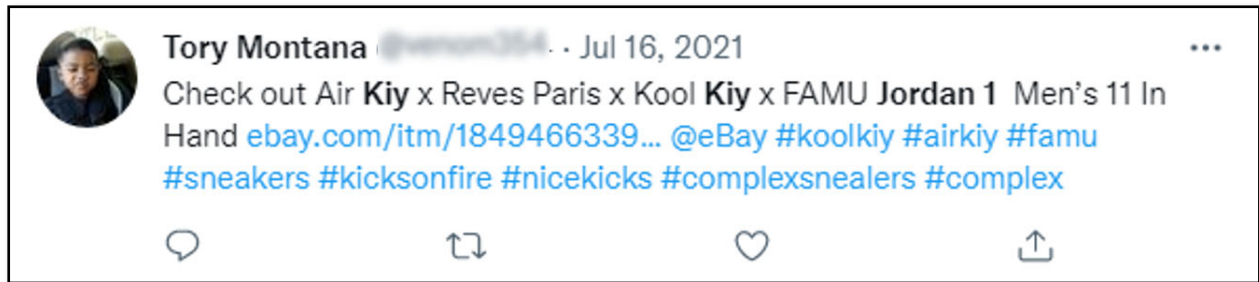 Tory Montana · Jul 16, 2021
Check out Air Kiy x Reves Paris x Kool Kiy x FAMU Jordan 1 Men’s 11 In
Hand ebay.com/itm/1849466339... @eBay #koolkiy #airkiy #famu
#sneakers #kicksonfire #nicekicks #complexsnealers #complex